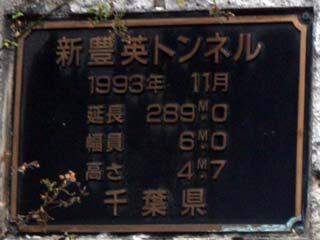 新豊英トンネル
1993年 11月
延長 289M0
幅員 6M0
高さ 4M7
千葉県